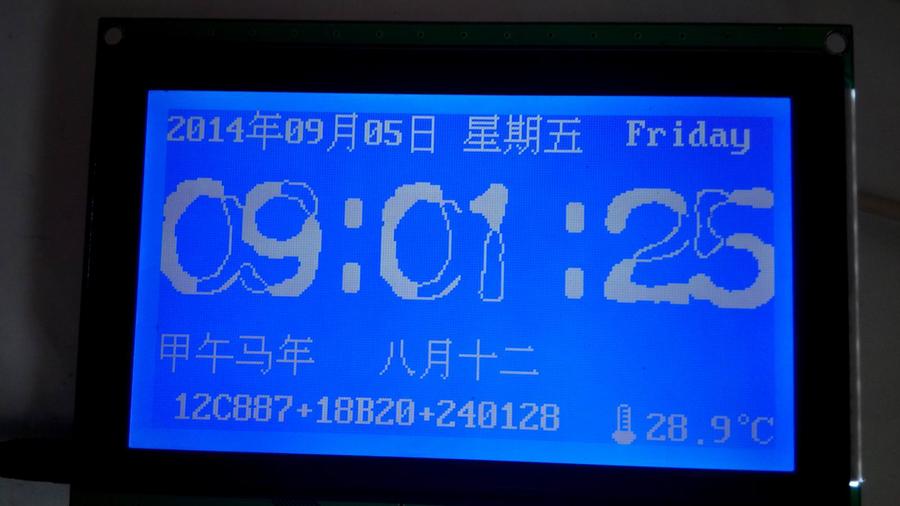 2014年09月05日 星期五 Friday
09:01:25
甲午马年 八月十二
12C887+18B20+240128
28.9℃